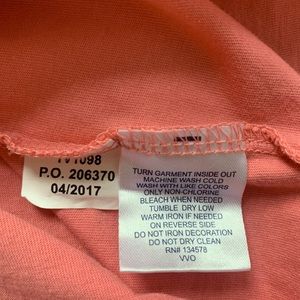 P.O. 206370
04/2017
TURN GARMENT INSIDE OUT
MACHINE WASH COLD
WASH WITH LIKE COLORS
ONLY NON-CHLORINE
BLEACH WHEN NEEDED
TUMBLE DRY LOW
WARM IRON IF NEEDED
ON REVERSE SIDE
DO NOT IRON DECORATION
DO NOT DRY CLEAN
RN# 134578